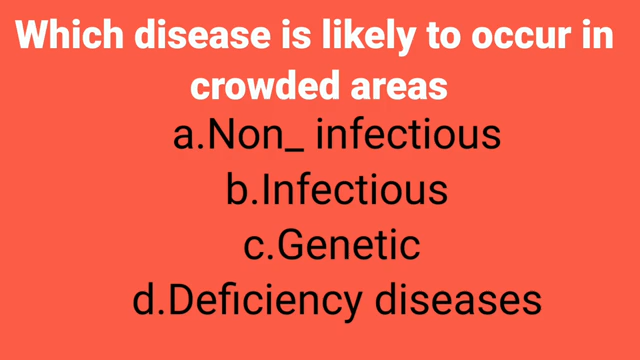 Which disease is likely to occur in
crowded areas
a.Non_ infectious
b.Infectious
c.Genetic
d.Deficiency diseases